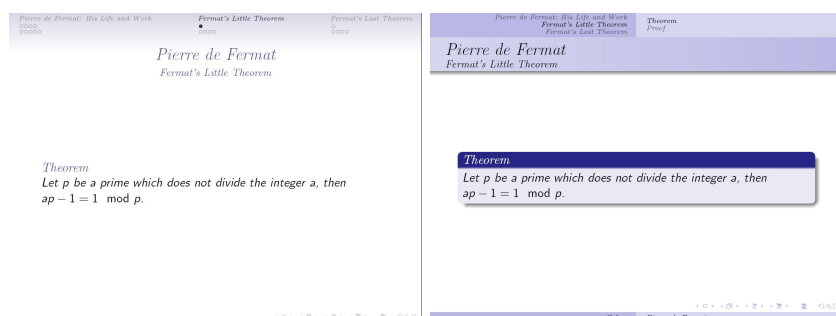 Pierre de Fermat: His Life and Work Fermat's Little Theorem Fermat's Last Theorem
Pierre de Fermat
Fermat's Little Theorem
Theorem
Let p be a prime which does not divide the integer a, then
ap − 1 = 1 mod p.
Pierre de Fermat: His Life and Work
Fermat's Little Theorem
Fermat's Last Theorem
Theorem
Proof
Pierre de Fermat
Fermat's Little Theorem
Theorem
Let p be a prime which does not divide the integer a, then
ap − 1 = 1 mod p.